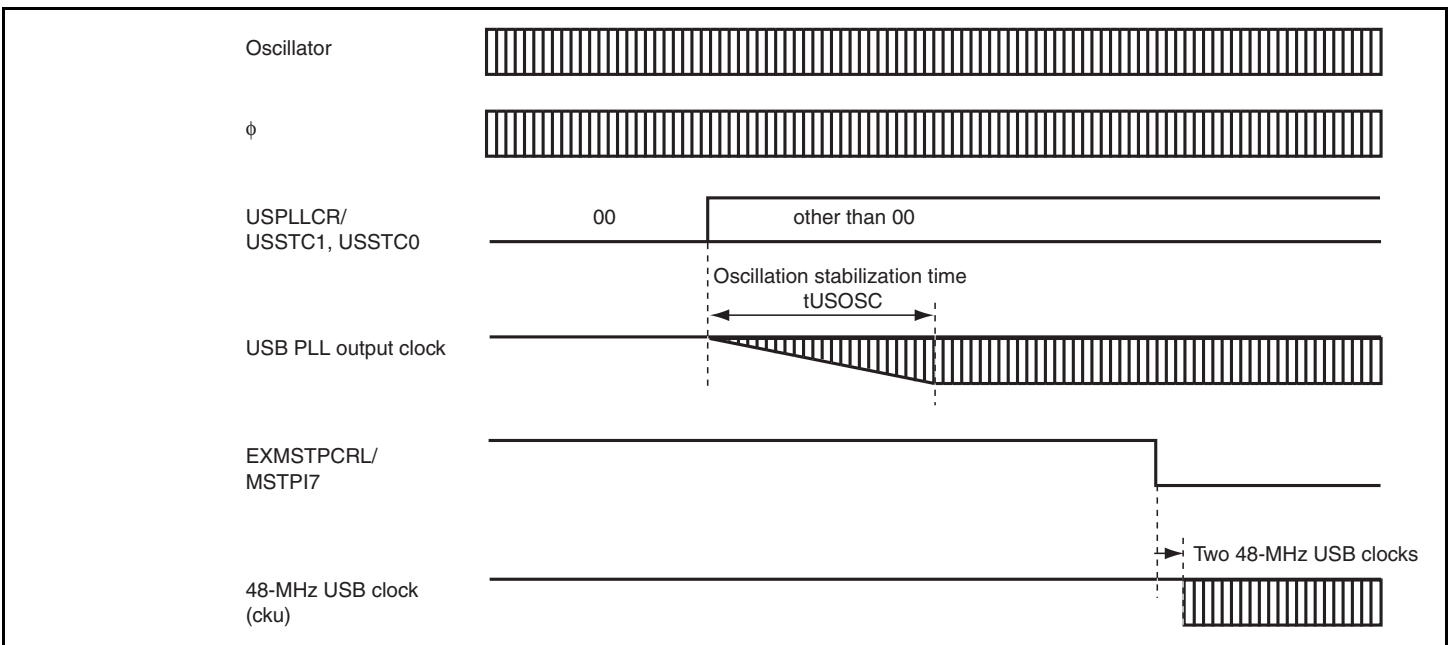 Oscillator
ϕ
USPLLCR/
USSTC1, USSTC0
00
other than 00
Oscillation stabilization time
tUSOSC
USB PLL output clock
EXMSTPCRL/
MSTPI7
Two 48-MHz USB clocks
48-MHz USB clock
(cku)